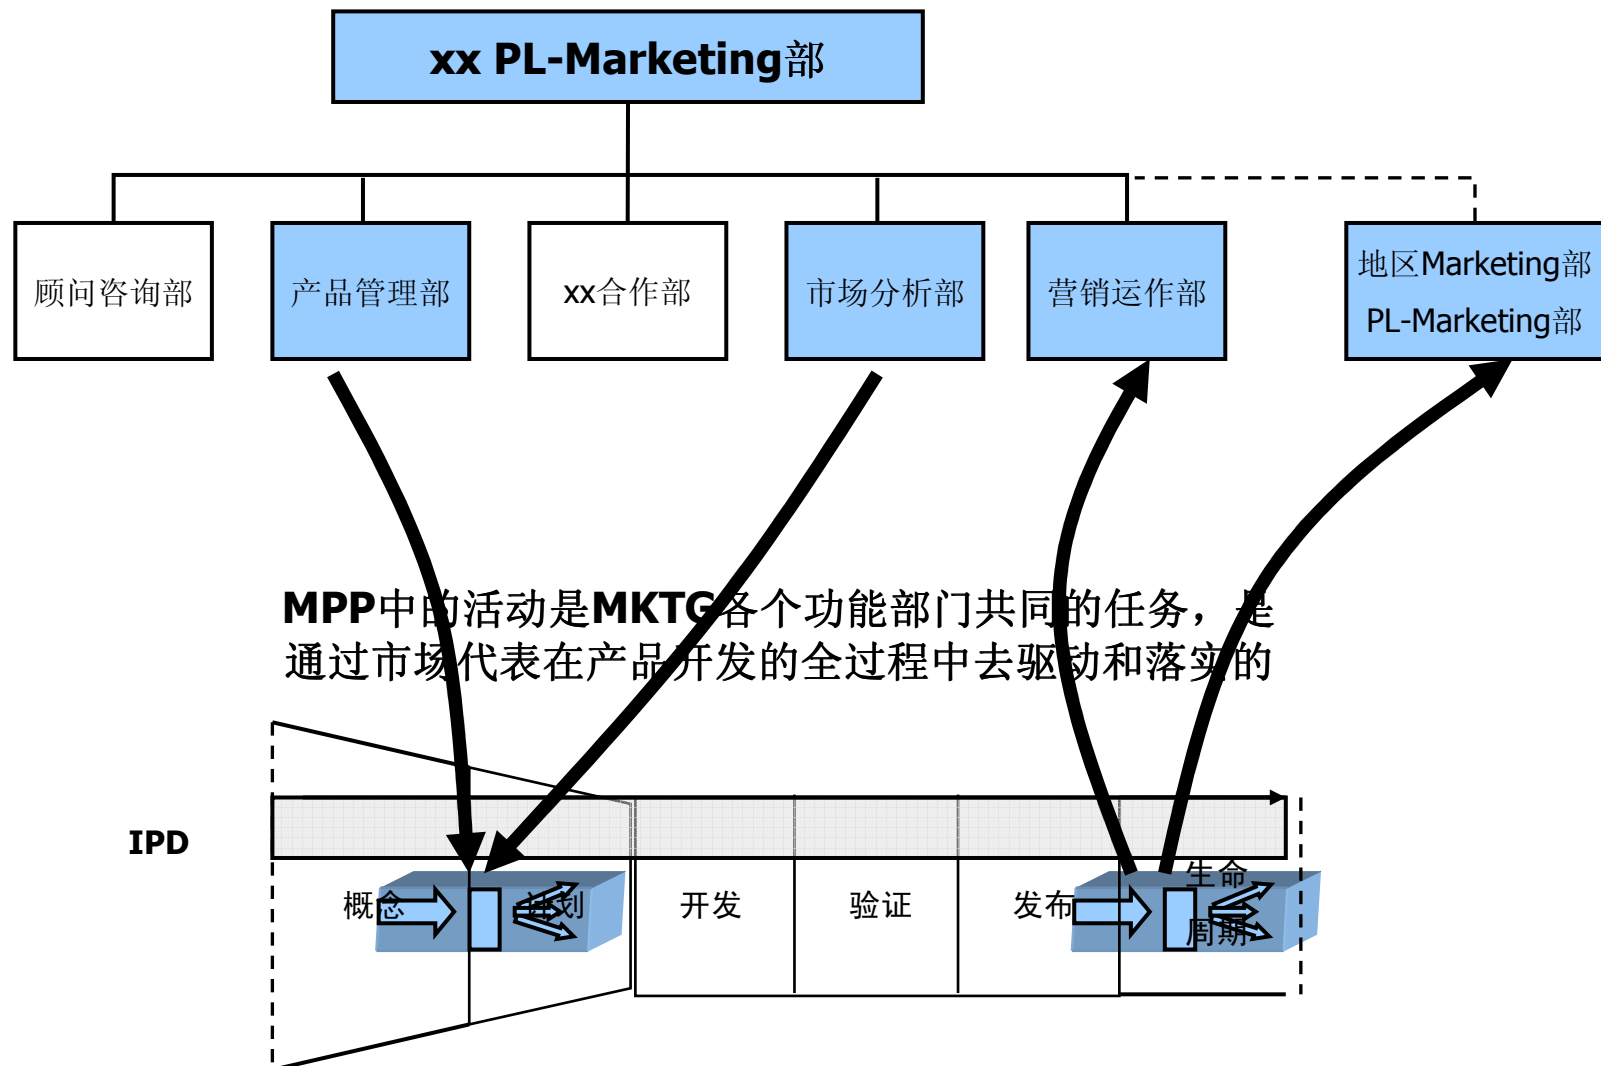 xx PL-Marketing部
顾问咨询部
产品管理部
xx合作部
市场分析部
营销运作部
地区Marketing部
PL-Marketing部
MPP中的活动是MKTG各个功能部门共同的任务，是
通过市场代表在产品开发的全过程中去驱动和落实的
IPD
概念
计划
开发
验证
发布
生命
周期